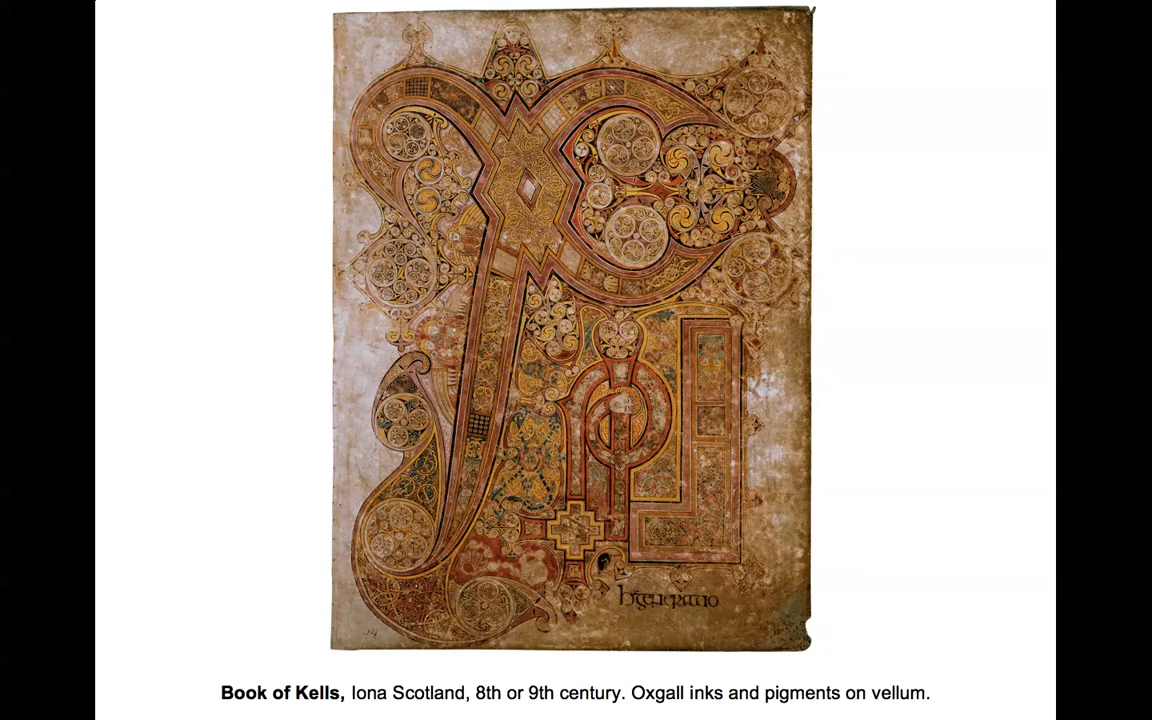 h generatio
Book of Kells, Iona Scotland, 8th or 9th century. Oxgall inks and pigments on vellum.